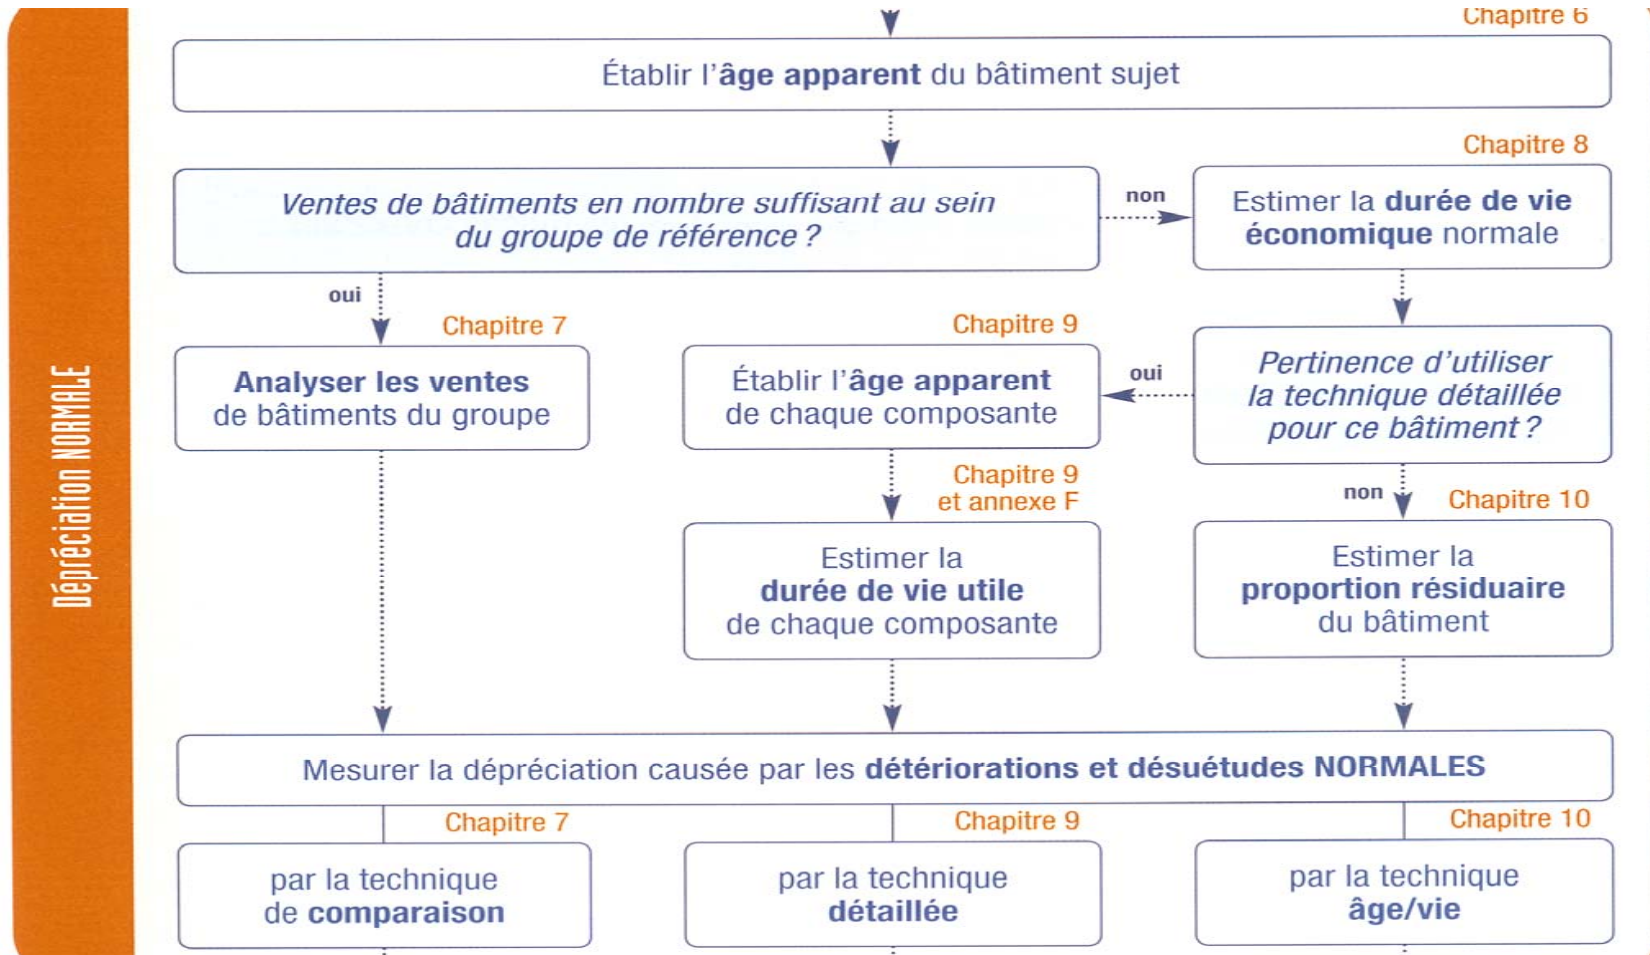 Chapitre 6
Établir l'âge apparent du bâtiment sujet
Chapitre 8
Ventes de bâtiments en nombre suffisant au sein
du groupe de référence ?
non
Estimer la durée de vie
économique normale
oui
Chapitre 7
Analyser les ventes
de bâtiments du groupe
Chapitre 9
Établir l'âge apparent
de chaque composante
oui
Pertinence d'utiliser
la technique détaillée
pour ce bâtiment ?
Chapitre 9
et annexe F
Estimer la
durée de vie utile
de chaque composante
non
Chapitre 10
Estimer la
proportion résiduaire
du bâtiment
Dépréciation NORMALE
Mesurer la dépréciation causée par les détériorations et désuétudes NORMALES
Chapitre 7
par la technique
de comparaison
Chapitre 9
par la technique
détaillée
Chapitre 10
par la technique
âge/vie